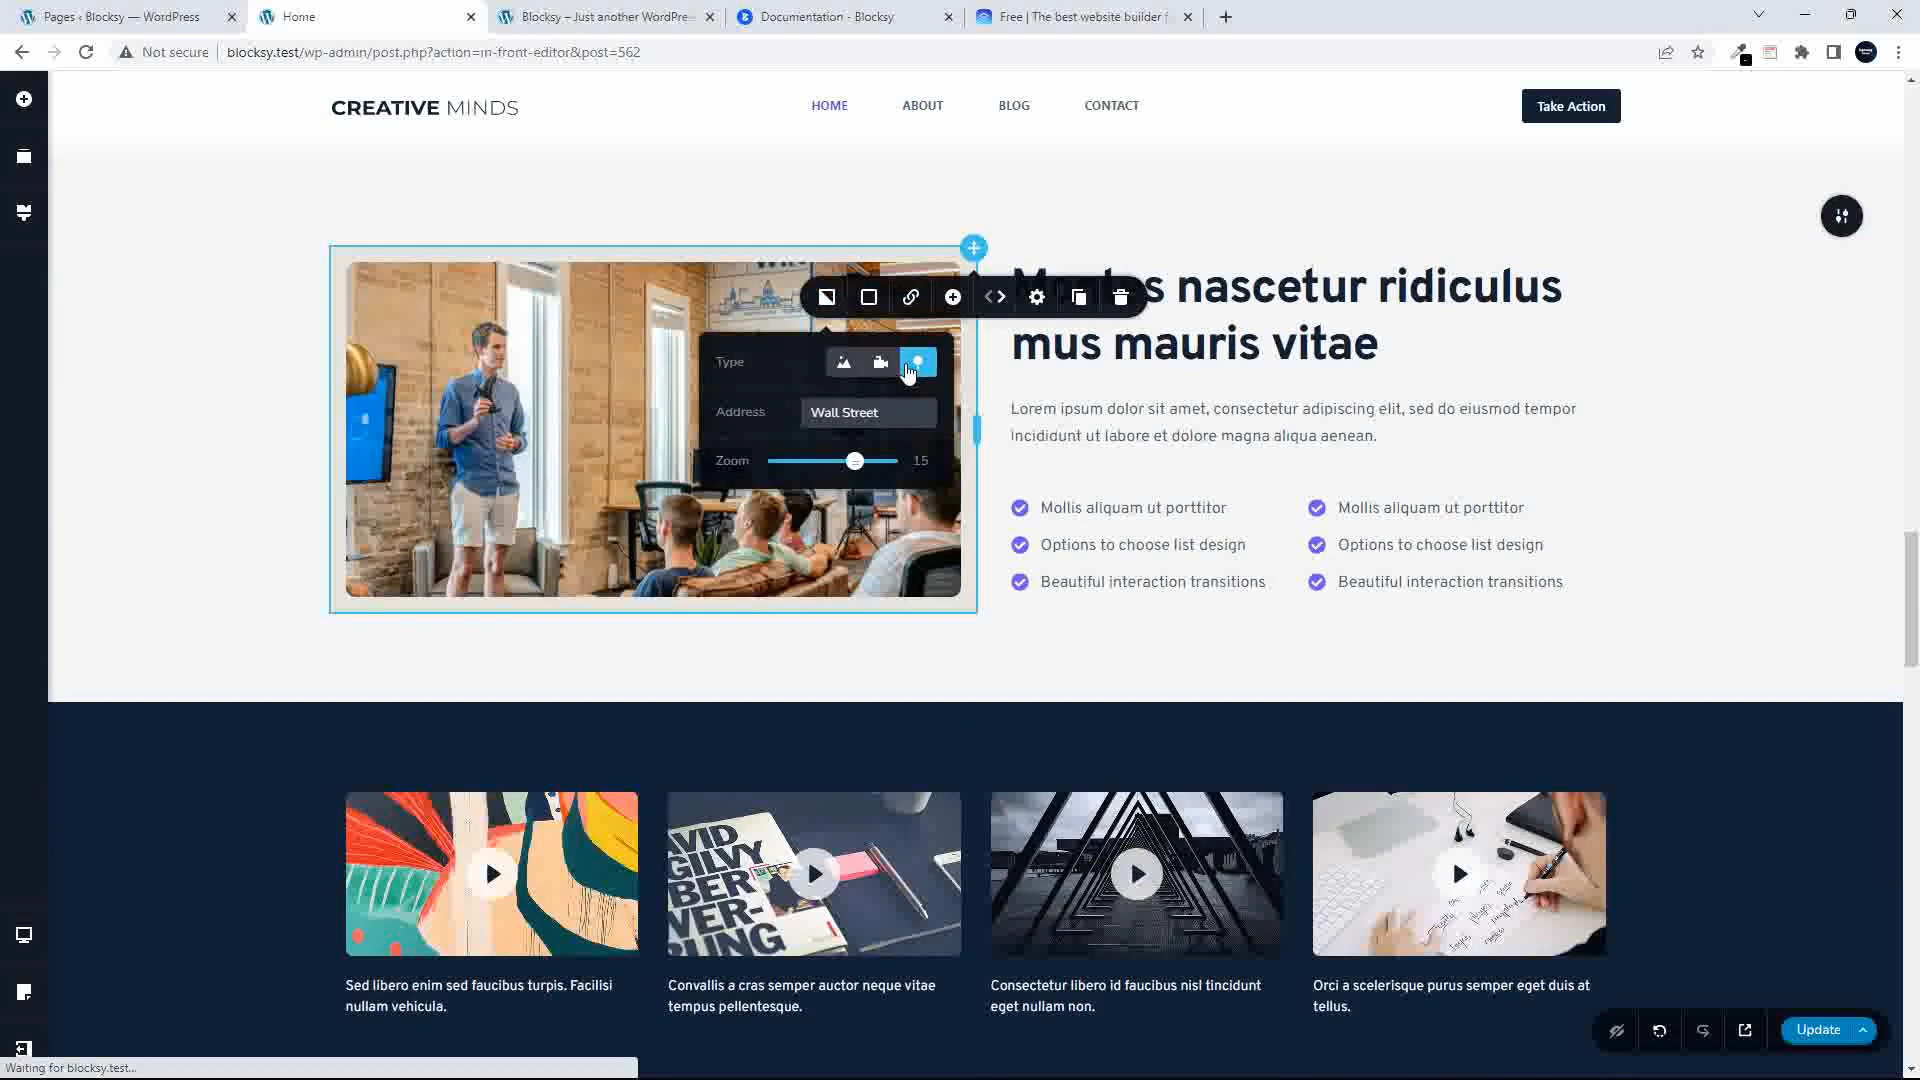 Pages ‹ Blocksy — WordPress
Home
Blocksy – Just another WordPre
Documentation - Blocksy
Free | The best website builder f
Not secure
blocksy.test/wp-admin/post.php?action=in-front-editor&post=562
CREATIVE MINDS
HOME
ABOUT
BLOG
CONTACT
Take Action
s nascetur ridiculus
mus mauris vitae
Type
Address
Wall Street
Zoom
15
Lorem ipsum dolor sit amet, consectetur adipiscing elit, sed do eiusmod tempor
incididunt ut labore et dolore magna aliqua aenean.
Mollis aliquam ut porttitor
Mollis aliquam ut porttitor
Options to choose list design
Options to choose list design
Beautiful interaction transitions
Beautiful interaction transitions
AVID
GILVY
BER
VER-
BUNG
Sed libero enim sed faucibus turpis. Facilisi
nullam vehicula.
Convallis a cras semper auctor neque vitae
tempus pellentesque.
Consectetur libero id faucibus nisl tincidunt
eget nullam non.
Orci a scelerisque purus semper eget duis at
tellus.
Update
Waiting for blocksy.test...